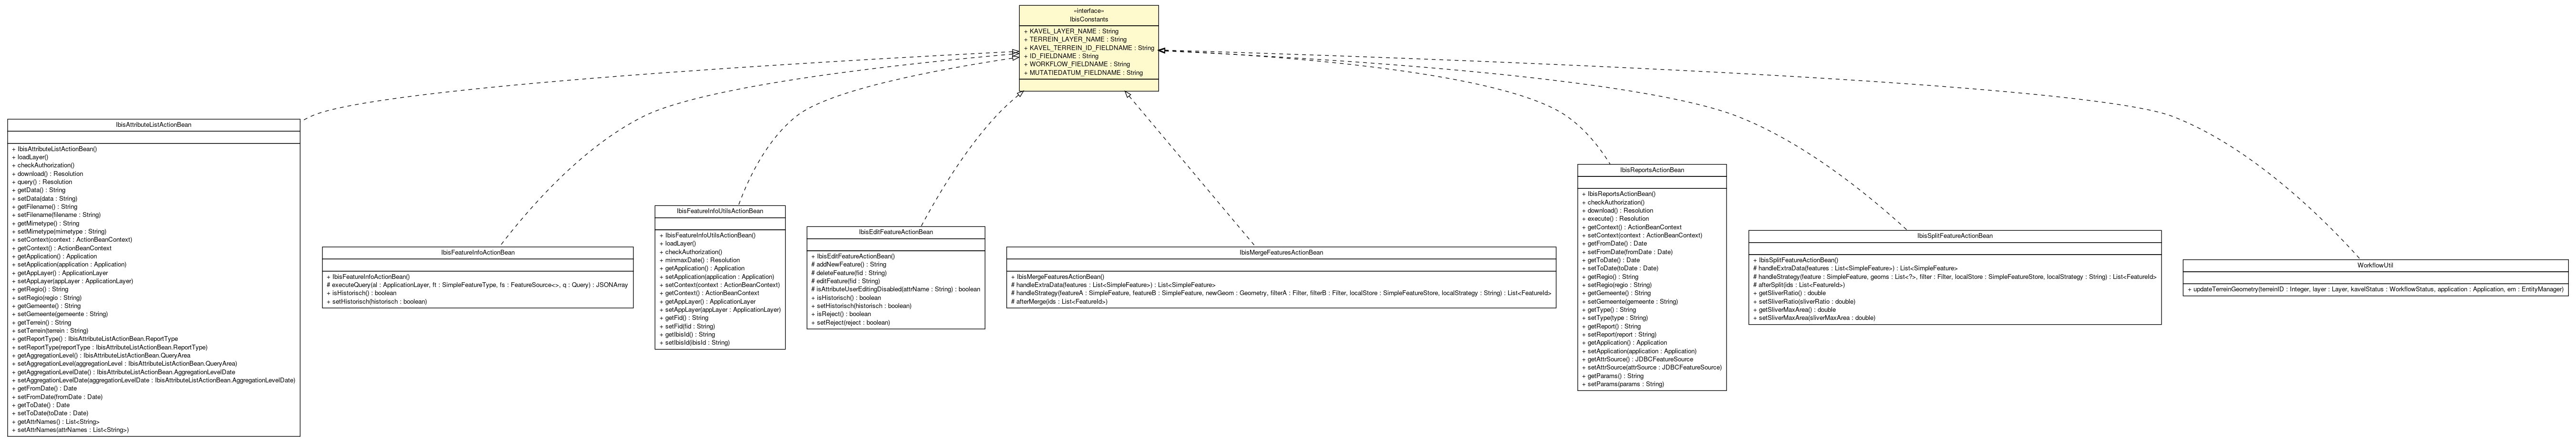 «interface»
IbisConstants
+ KAVEL_LAYER_NAME : String
+ TERREIN_LAYER_NAME : String
+ KAVEL_TERREIN_ID_FIELDNAME : String
+ ID_FIELDNAME : String
+ WORKFLOW_FIELDNAME : String
+ MUTATIEDATUM_FIELDNAME : String
IbisAttributeListActionBean
+ IbisAttributeListActionBean()
+ loadLayer()
+ checkAuthorization()
+ download() : Resolution
+ query() : Resolution
+ getData() : String
+ setData(data : String)
+ getFilename() : String
+ setFilename(filename : String)
+ getMimetype() : String
+ setMimetype(mimetype : String)
+ setContext(context : ActionBeanContext)
+ getContext() : ActionBeanContext
+ getApplication() : Application
+ setApplication(application : Application)
+ getAppLayer() : ApplicationLayer
+ setAppLayer(appLayer : ApplicationLayer)
+ getRegio() : String
+ setRegio(regio : String)
+ getGemeente() : String
+ setGemeente(gemeente : String)
+ getTerrein() : String
+ setTerrein(terrein : String)
+ getReportType() : IbisAttributeListActionBean.ReportType
+ setReportType(reportType : IbisAttributeListActionBean.ReportType)
+ getAggregationLevel() : IbisAttributeListActionBean.QueryArea
+ setAggregationLevel(aggregationLevel : IbisAttributeListActionBean.QueryArea)
+ getAggregationLevelDate() : IbisAttributeListActionBean.AggregationLevelDate
+ setAggregationLevelDate(aggregationLevelDate : IbisAttributeListActionBean.AggregationLevelDate)
+ getFromDate() : Date
+ setFromDate(fromDate : Date)
+ getToDate() : Date
+ setToDate(toDate : Date)
+ getAttrNames() : List<String>
+ setAttrNames(attrNames : List<String>)
IbisFeatureInfoActionBean
+ IbisFeatureInfoActionBean()
# executeQuery(al : ApplicationLayer, ft : SimpleFeatureType, fs : FeatureSource<>, q : Query) : JSONArray
+ isHistorisch() : boolean
+ setHistorisch(historisch : boolean)
IbisFeatureInfoUtilsActionBean
+ IbisFeatureInfoUtilsActionBean()
+ loadLayer()
+ checkAuthorization()
+ minmaxDate() : Resolution
+ getApplication() : Application
+ setApplication(application : Application)
+ setContext(context : ActionBeanContext)
+ getContext() : ActionBeanContext
+ getAppLayer() : ApplicationLayer
+ setAppLayer(appLayer : ApplicationLayer)
+ getFid() : String
+ setFid(fid : String)
+ getIbisId() : String
+ setIbisId(ibisId : String)
IbisEditFeatureActionBean
+ IbisEditFeatureActionBean()
# addNewFeature() : String
# deleteFeature(fid : String)
# editFeature(fid : String)
# isAttributeUserEditingDisabled(attrName : String) : boolean
+ isHistorisch() : boolean
+ setHistorisch(historisch : boolean)
+ isReject() : boolean
+ setReject(reject : boolean)
IbisMergeFeaturesActionBean
+ IbisMergeFeaturesActionBean()
# handleExtraData(features : List<SimpleFeature>) : List<SimpleFeature>
# handleStrategy(featureA : SimpleFeature, featureB : SimpleFeature, newGeom : Geometry, filterA : Filter, filterB : Filter, localStore : SimpleFeatureStore, localStrategy : String) : List<FeatureId>
# afterMerge(ids : List<FeatureId>)
IbisReportsActionBean
+ IbisReportsActionBean()
+ checkAuthorization()
+ download() : Resolution
+ execute() : Resolution
+ getContext() : ActionBeanContext
+ setContext(context : ActionBeanContext)
+ getFromDate() : Date
+ setFromDate(fromDate : Date)
+ getToDate() : Date
+ setToDate(toDate : Date)
+ getRegio() : String
+ setRegio(regio : String)
+ getGemeente() : String
+ setGemeente(gemeente : String)
+ getType() : String
+ setType(type : String)
+ getReport() : String
+ setReport(report : String)
+ getApplication() : Application
+ setApplication(application : Application)
+ getAttrSource() : JDBCFeatureSource
+ setAttrSource(attrSource : JDBCFeatureSource)
+ getParams() : String
+ setParams(params : String)
IbisSplitFeatureActionBean
+ IbisSplitFeatureActionBean()
# handleExtraData(features : List<SimpleFeature>) : List<SimpleFeature>
# handleStrategy(feature : SimpleFeature, geoms : List<?>, filter : Filter, localStore : SimpleFeatureStore, localStrategy : String) : List<FeatureId>
# afterSplit(ids : List<FeatureId>)
+ getSliverRatio() : double
+ setSliverRatio(sliverRatio : double)
+ getSliverMaxArea() : double
+ setSliverMaxArea(sliverMaxArea : double)
WorkflowUtil
+ updateTerreinGeometry(terreinID : Integer, layer : Layer, kavelStatus : WorkflowStatus, application : Application, em : EntityManager)